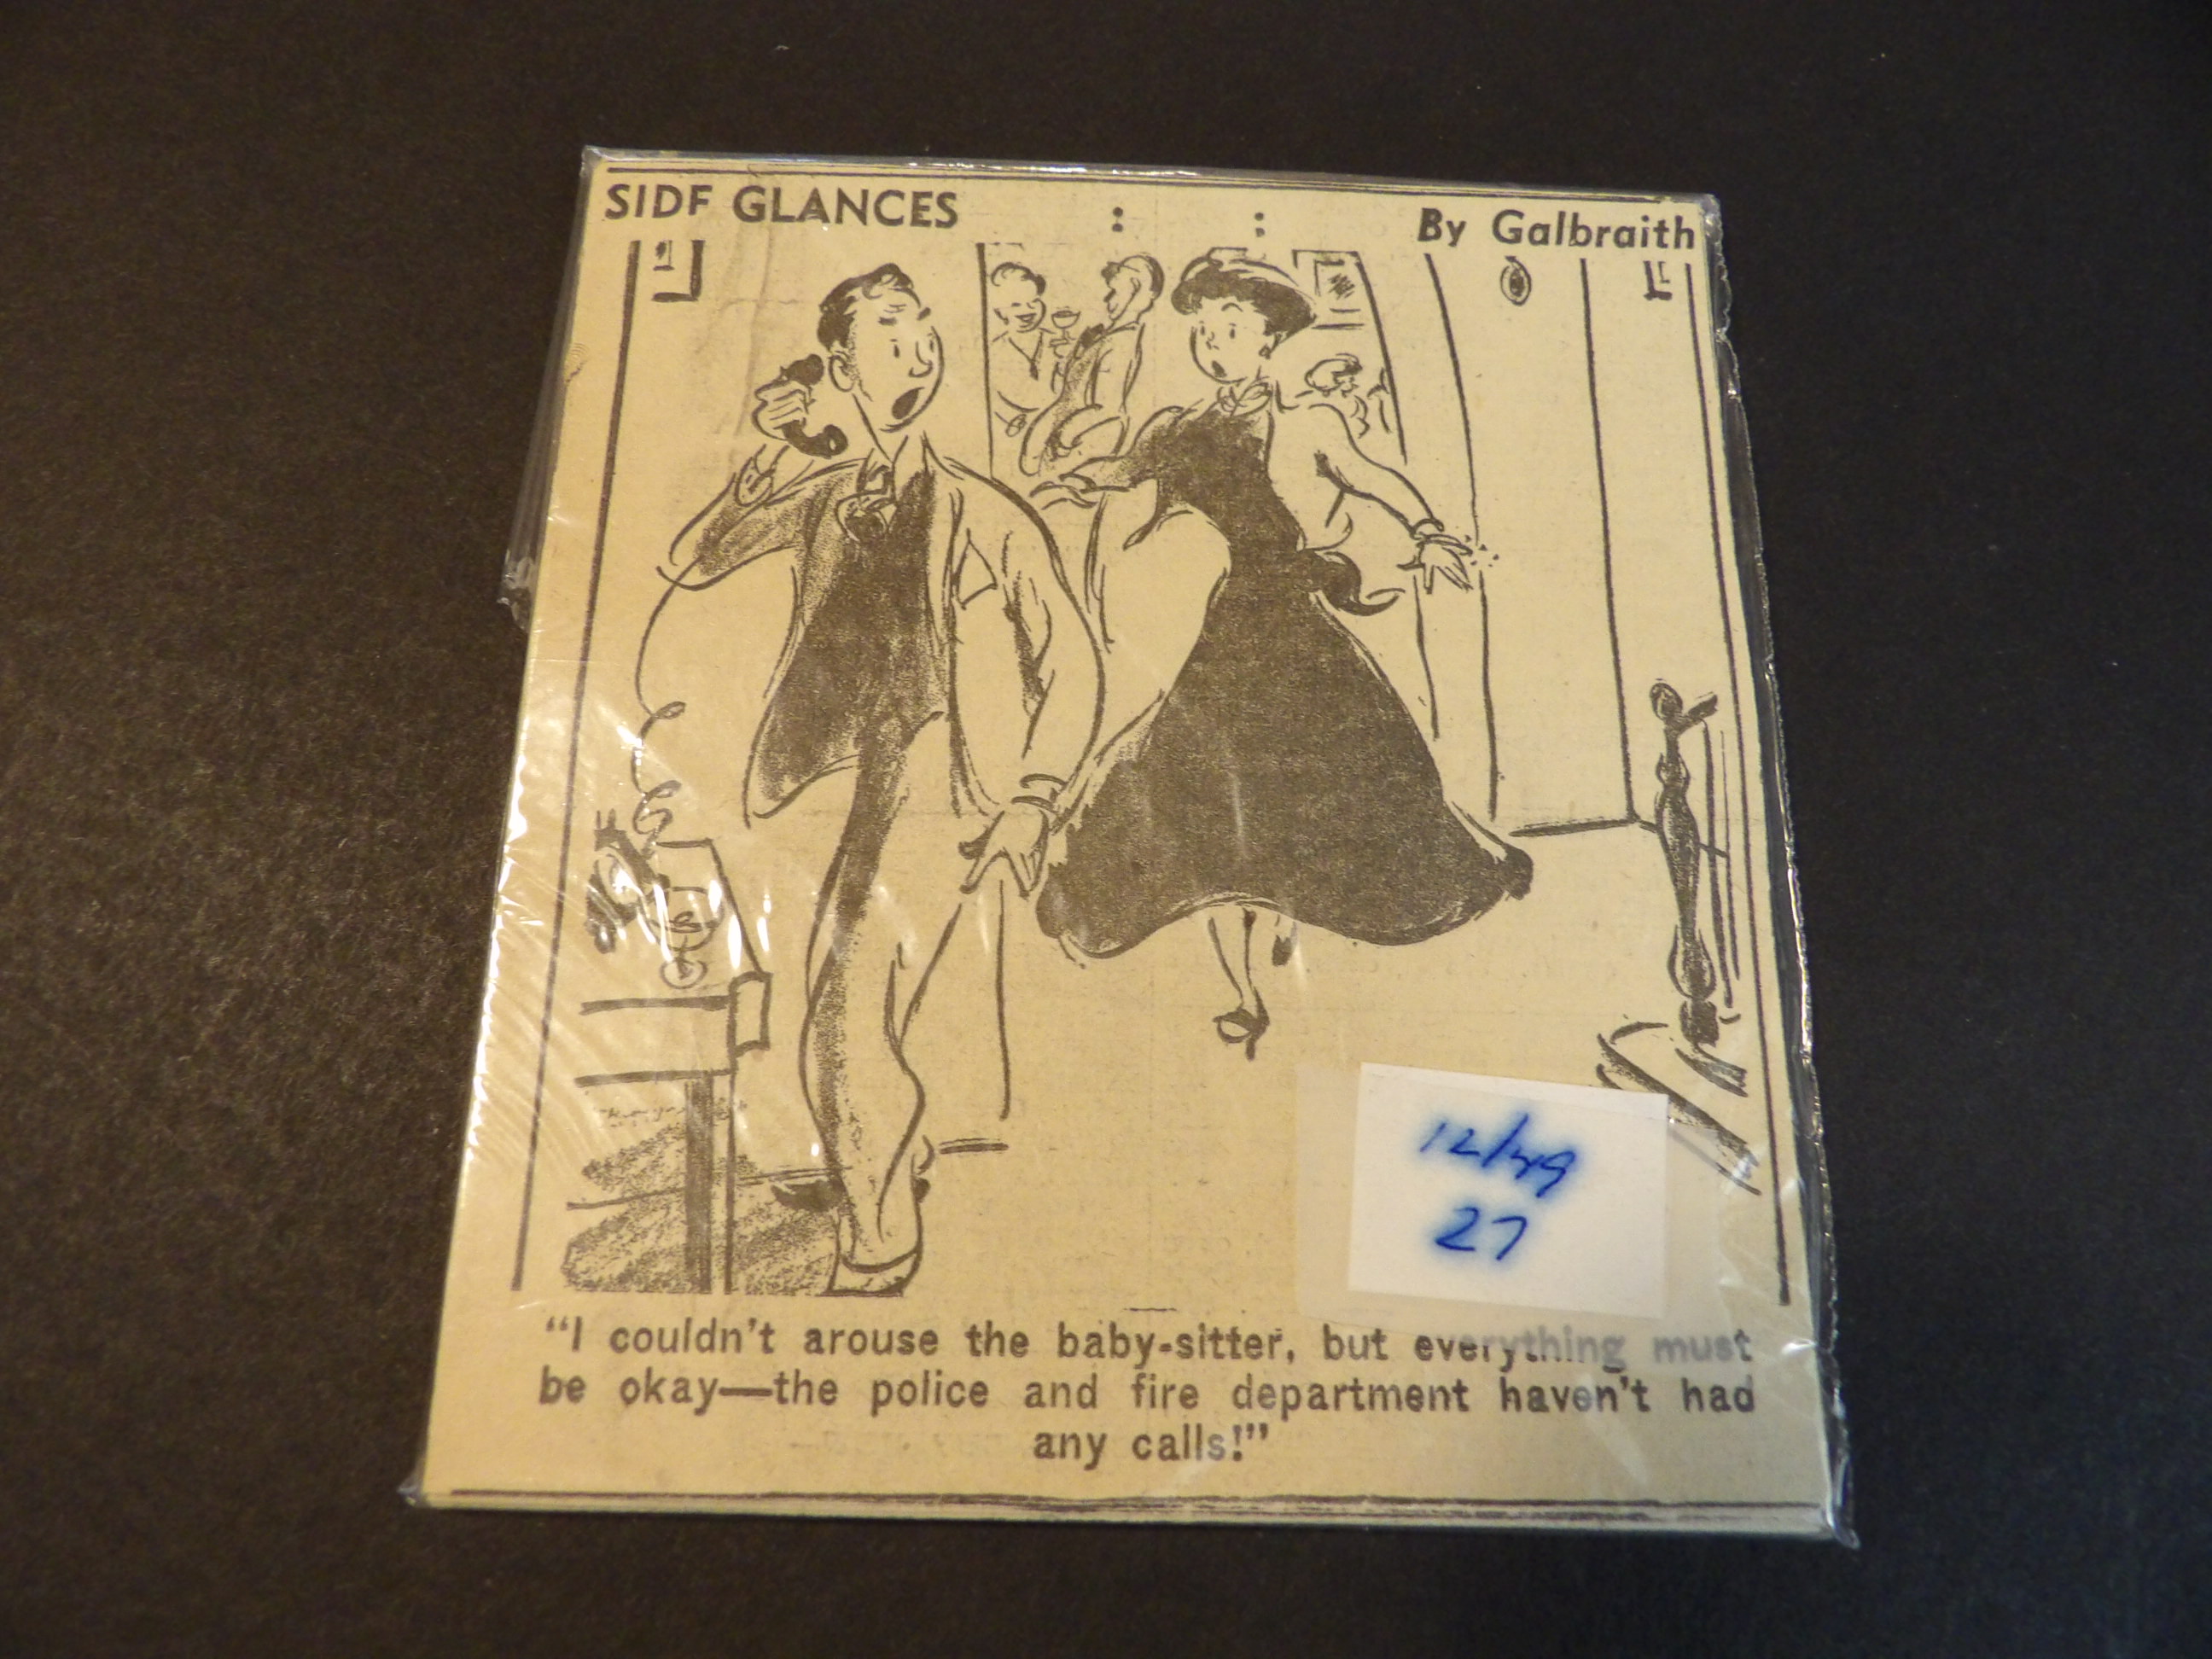 SIDF GLANCES : : By Galbraith
12/49
27
“I couldn't arouse the baby-sitter, but everything must
be okay—the police and fire department haven't had
any calls!”